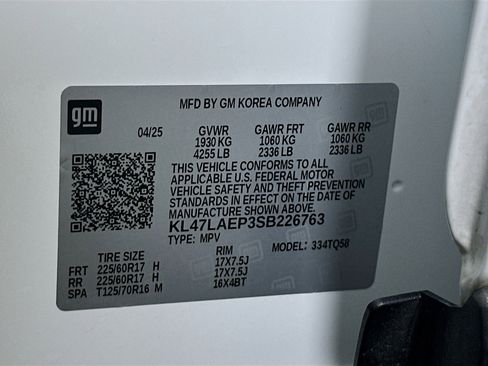 gm
MFD BY GM KOREA COMPANY
04/25 GVWR GAWR FRT GAWR RR
1930 KG 1060 KG 1060 KG
4255 LB 2336 LB 2336 LB
THIS VEHICLE CONFORMS TO ALL
APPLICABLE U.S. FEDERAL MOTOR
VEHICLE SAFETY AND THEFT PREVENTION
STANDARDS IN EFFECT ON THE DATE OF
MANUFACTURE SHOWN ABOVE.
KL47LAEP3SB226763
TYPE: MPV MODEL: 334TQ58
TIRE SIZE RIM
FRT 225/60R17 H 17X7.5J
RR 225/60R17 H 17X7.5J
SPA T125/70R16 M 16X4BT